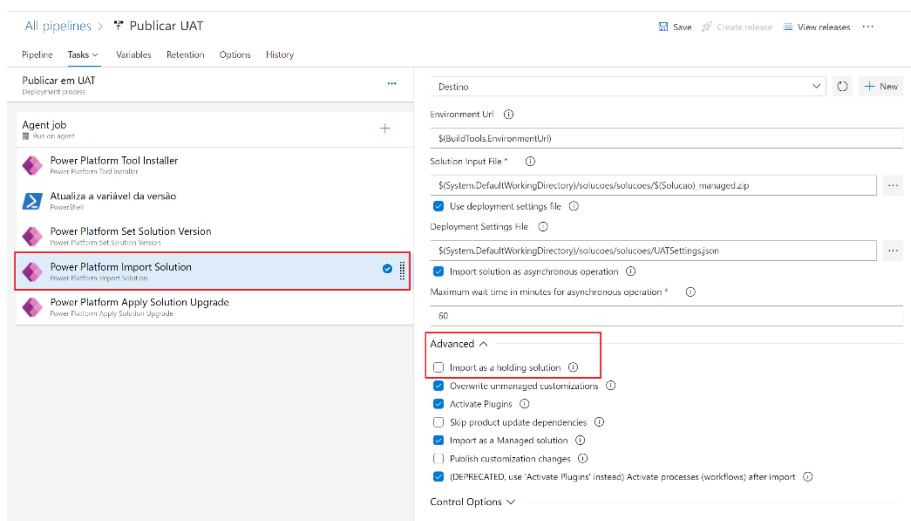 All pipelines > Publicar UAT
Save Create release View releases ...
Pipeline Tasks Variables Retention Options History
Publicar em UAT ...
Deployment process
Agent job
Run on agent
Power Platform Tool Installer
Power Platform Tool Installer
Atualiza a variável da versão
PowerShell
Power Platform Set Solution Version
Power Platform Set Solution Version
Power Platform Import Solution
Power Platform Import Solution
Power Platform Apply Solution Upgrade
Power Platform Apply Solution Upgrade
Destino
New
Environment Url
$(BuildTools.EnvironmentUrl)
Solution Input File *
$(System.DefaultWorkingDirectory)/solucoes/solucoes/$(Solucao)_managed.zip
Use deployment settings file
Deployment Settings File
$(System.DefaultWorkingDirectory)/solucoes/solucoes/UATSettings.json
Import solution as asynchronous operation
Maximum wait time in minutes for asynchronous operation *
60
Advanced
Import as a holding solution
Overwrite unmanaged customizations
Activate Plugins
Skip product update dependencies
Import as a Managed solution
Publish customization changes
(DEPRECATED, use 'Activate Plugins' instead) Activate processes (workflows) after import
Control Options